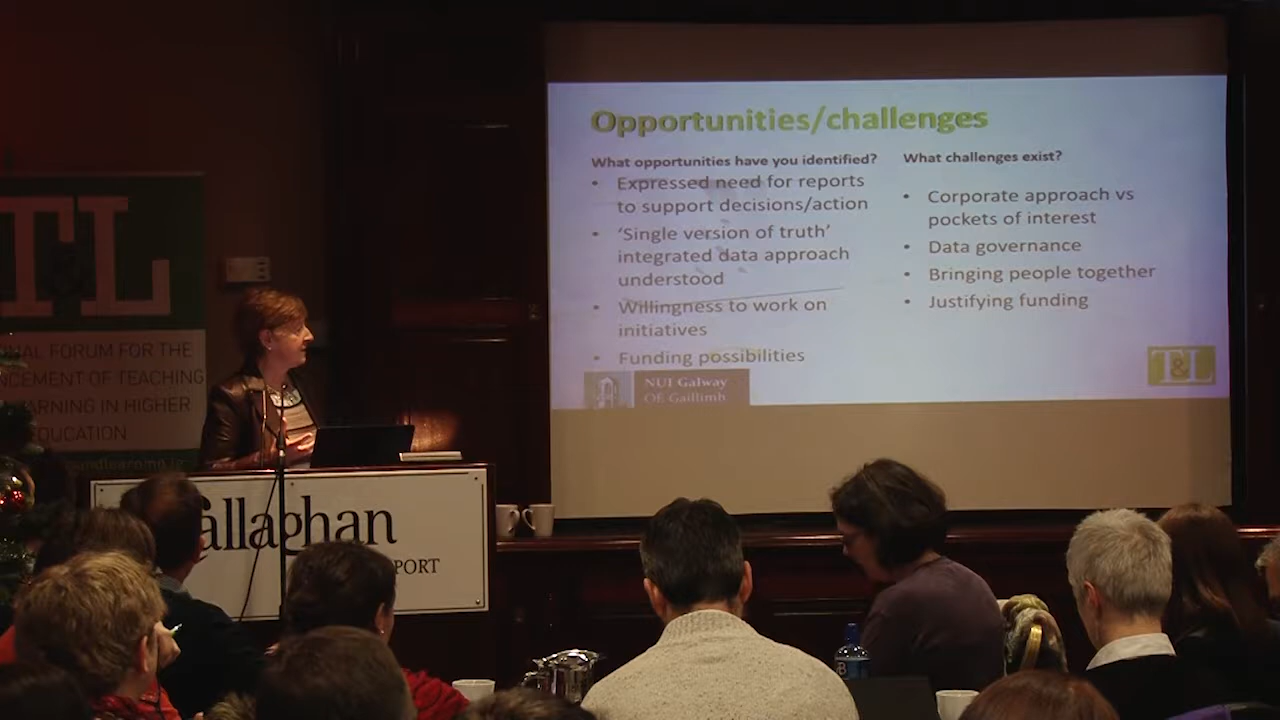 Opportunities/challenges
What opportunities have you identified?
• Expressed need for reports
to support decisions/action
• ‘Single version of truth’
integrated data approach
understood
• Willingness to work on
initiatives
• Funding possibilities
What challenges exist?
• Corporate approach vs
pockets of interest
• Data governance
• Bringing people together
• Justifying funding
NUI Galway
OÉ Gaillimh
T&L
T&L
NAL FORUM FOR THE
NCEMENT OF TEACHING
EARNING IN HIGHER
DUCATION
allaghan
PORT